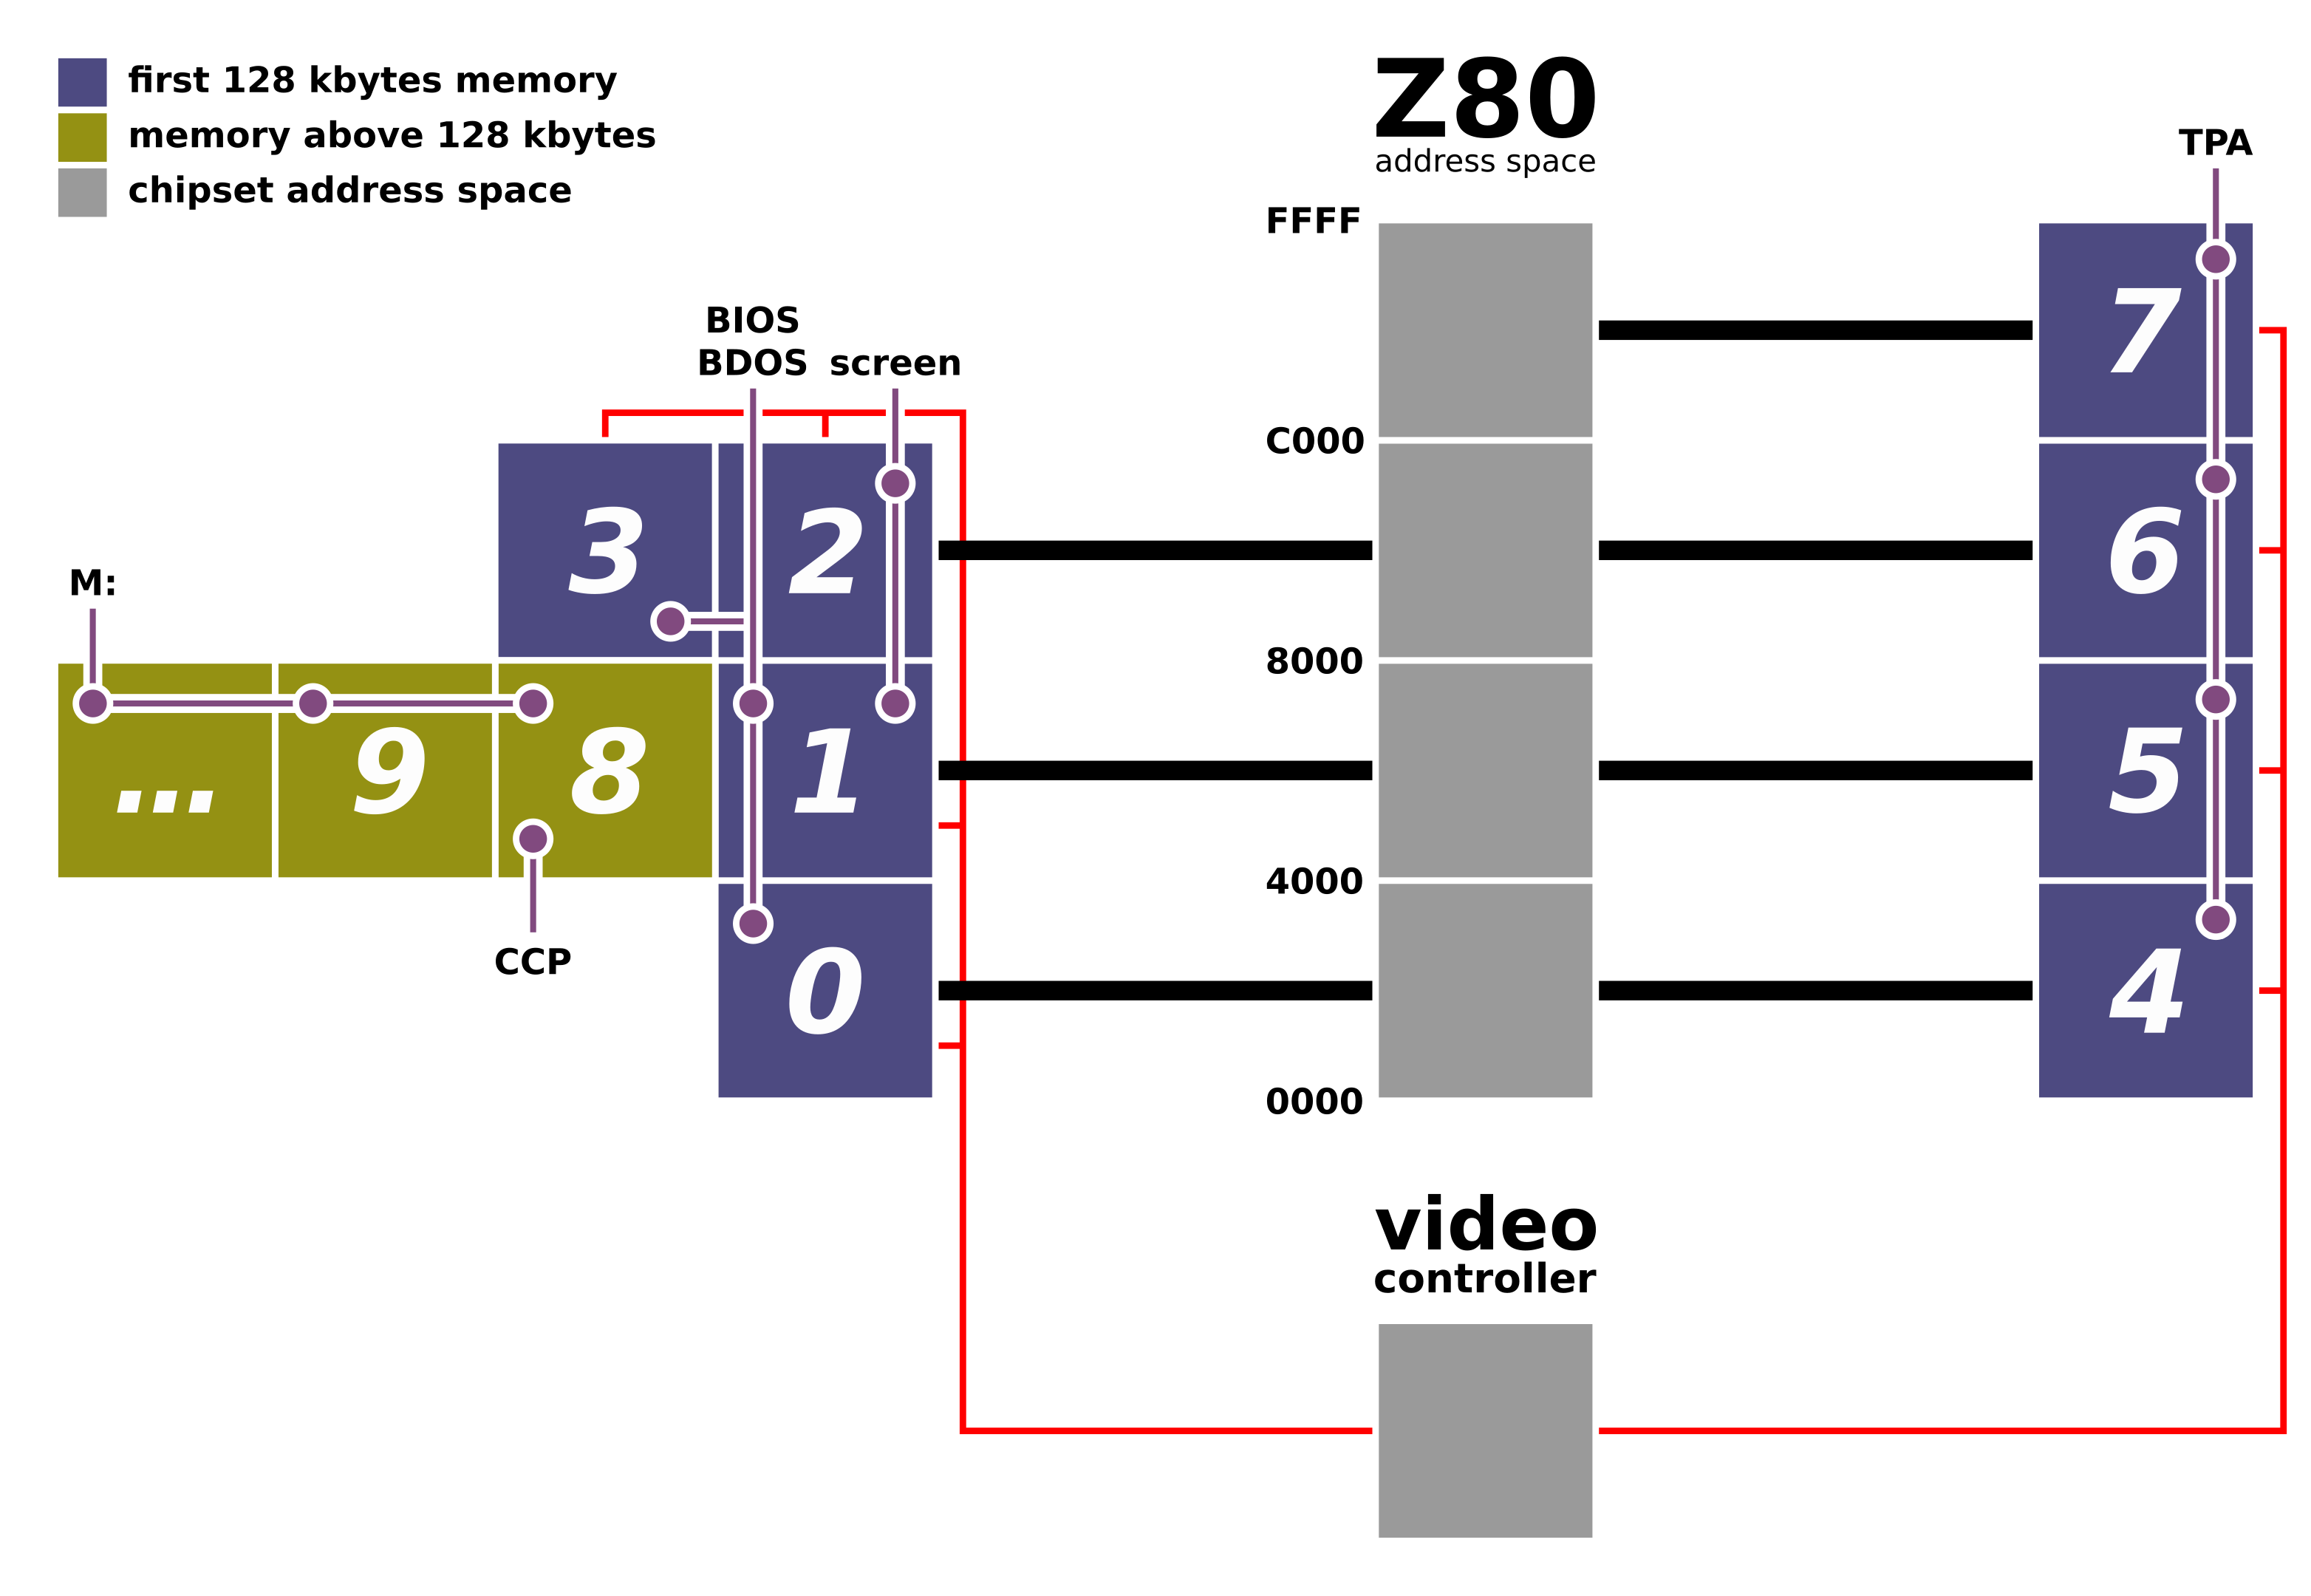 first 128 kbytes memory
memory above 128 kbytes
chipset address space
Z80
address space
TPA
FFFF
7
BIOS
BDOS screen
C000
3 2
6
M:
8000
... 9 8 1
5
4000
CCP
0
4
0000
video
controller